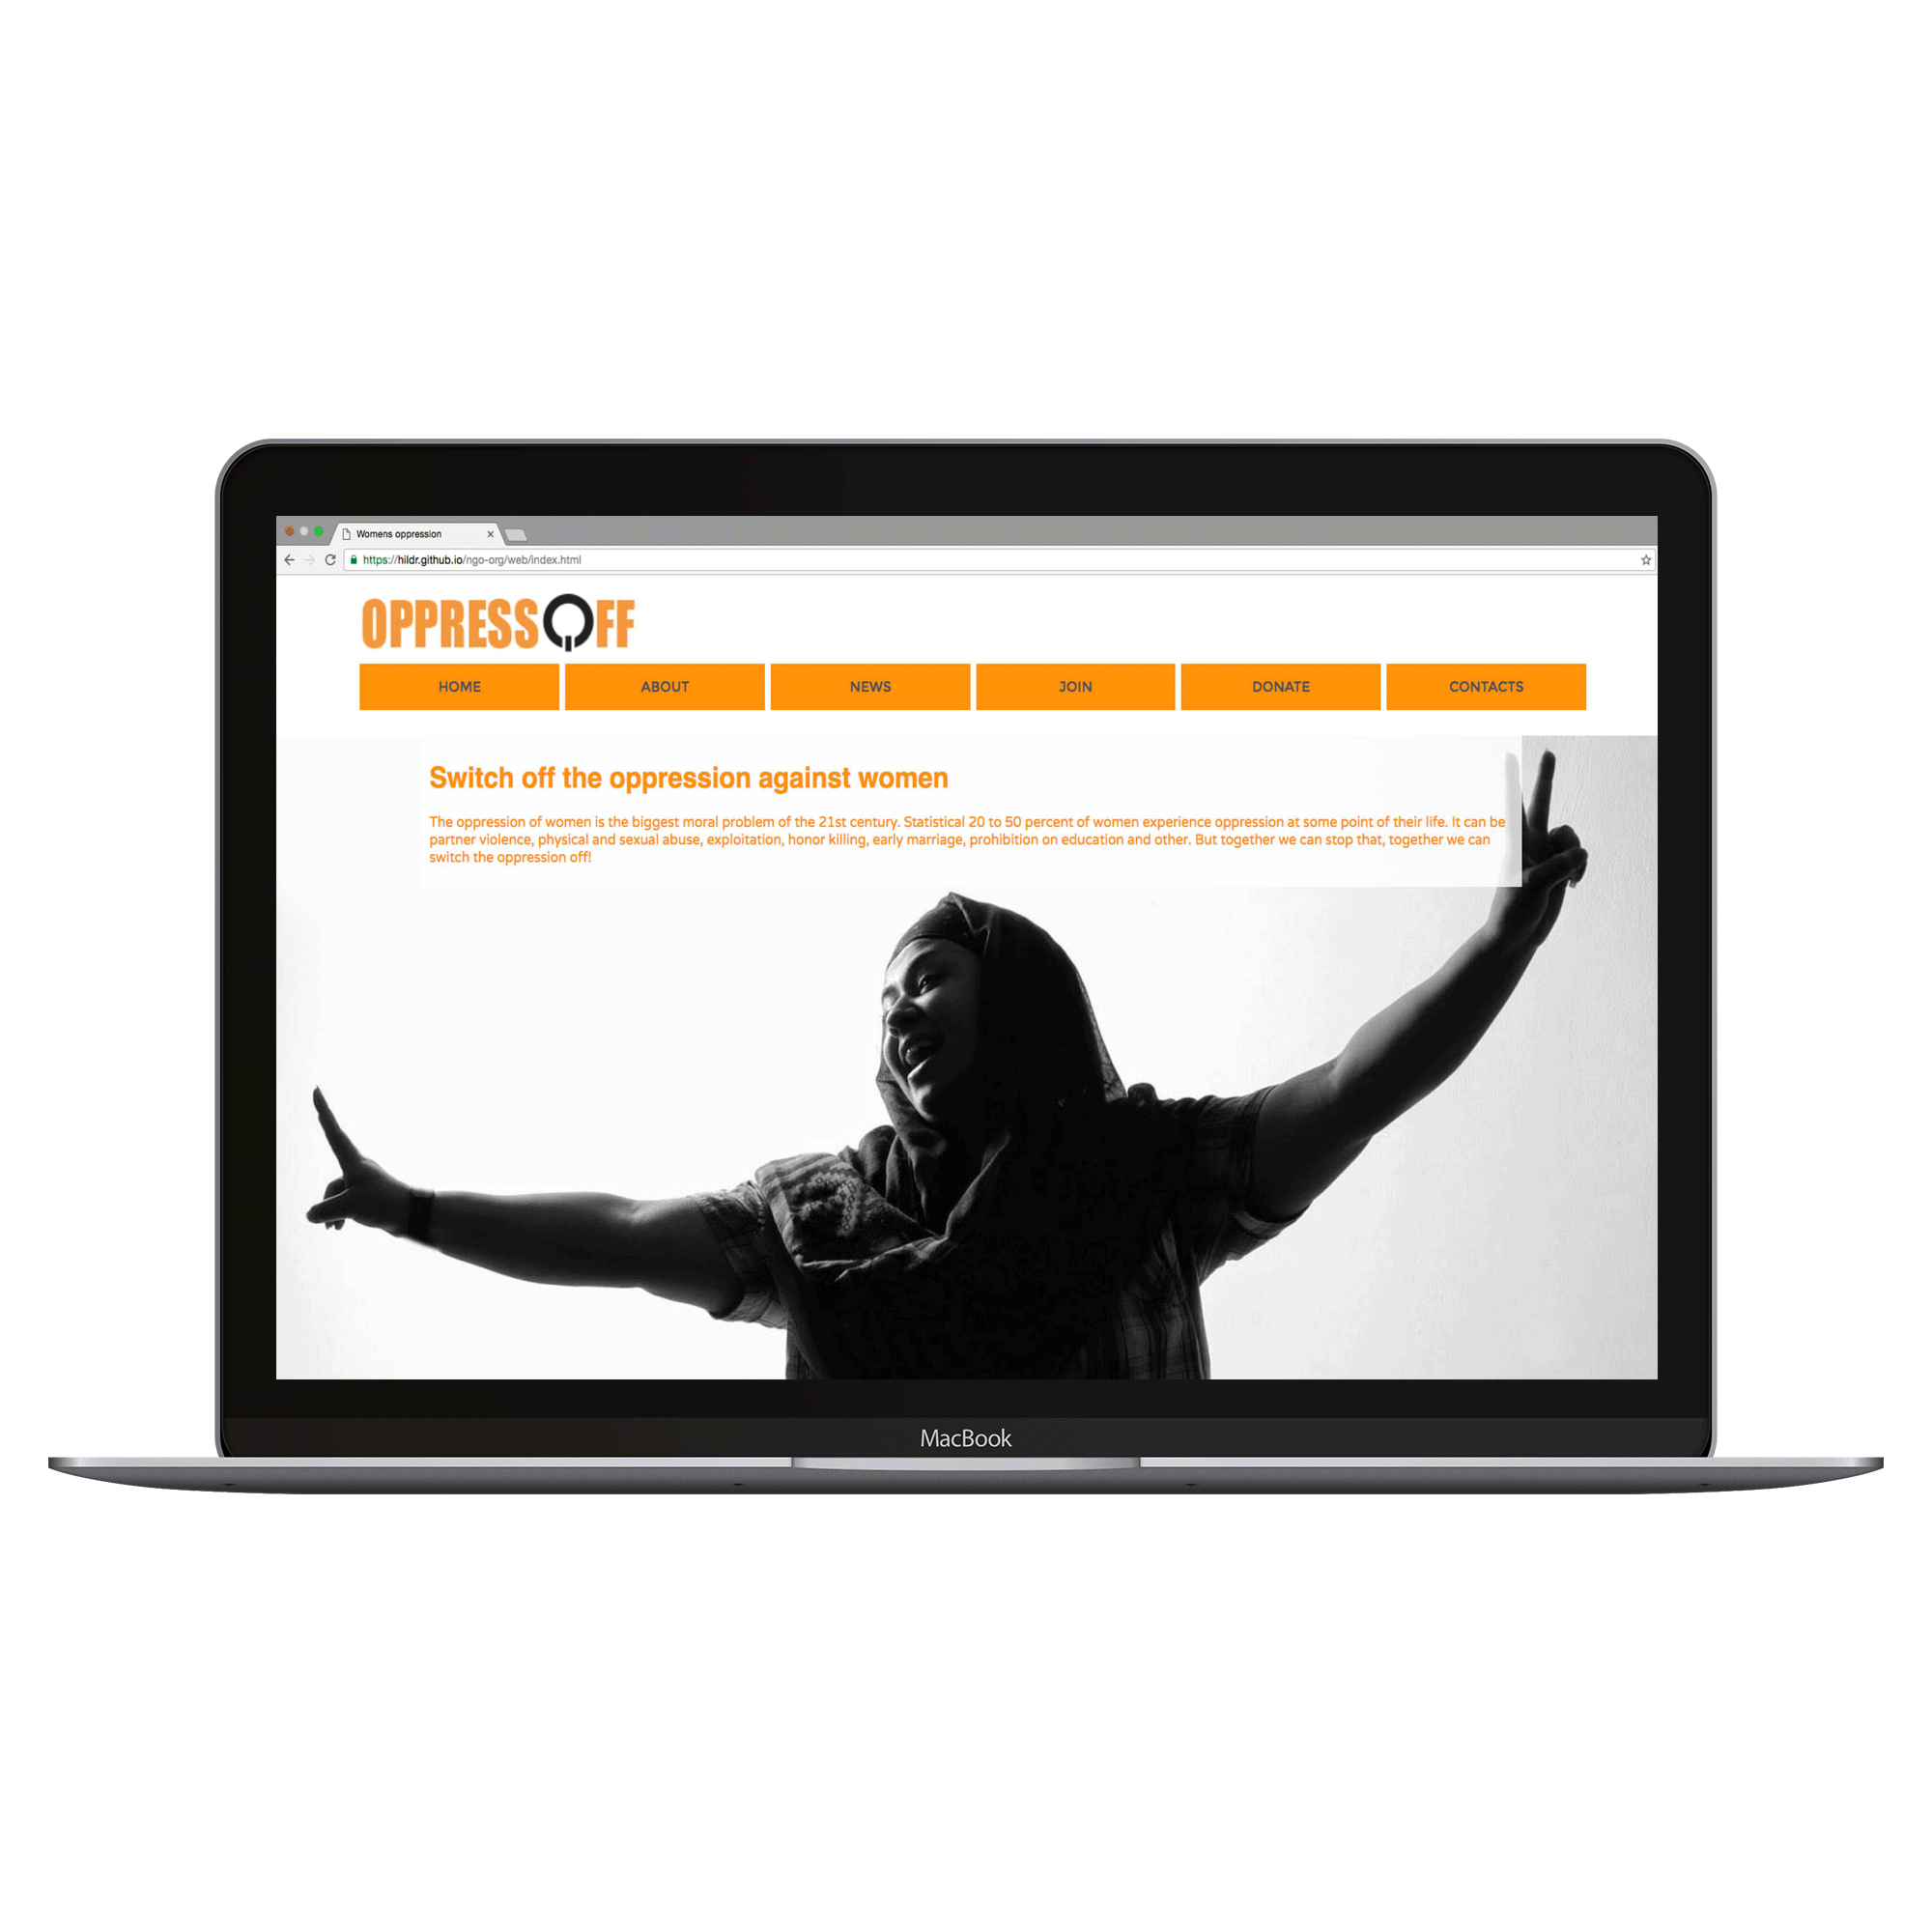 Womens oppression
https://hildr.github.io/ngo-org/web/index.html
OPPRESSOFF
HOME ABOUT NEWS JOIN DONATE CONTACTS
Switch off the oppression against women
The oppression of women is the biggest moral problem of the 21st century. Statistical 20 to 50 percent of women experience oppression at some point of their life. It can be
partner violence, physical and sexual abuse, exploitation, honor killing, early marriage, prohibition on education and other. But together we can stop that, together we can
switch the oppression off!
MacBook